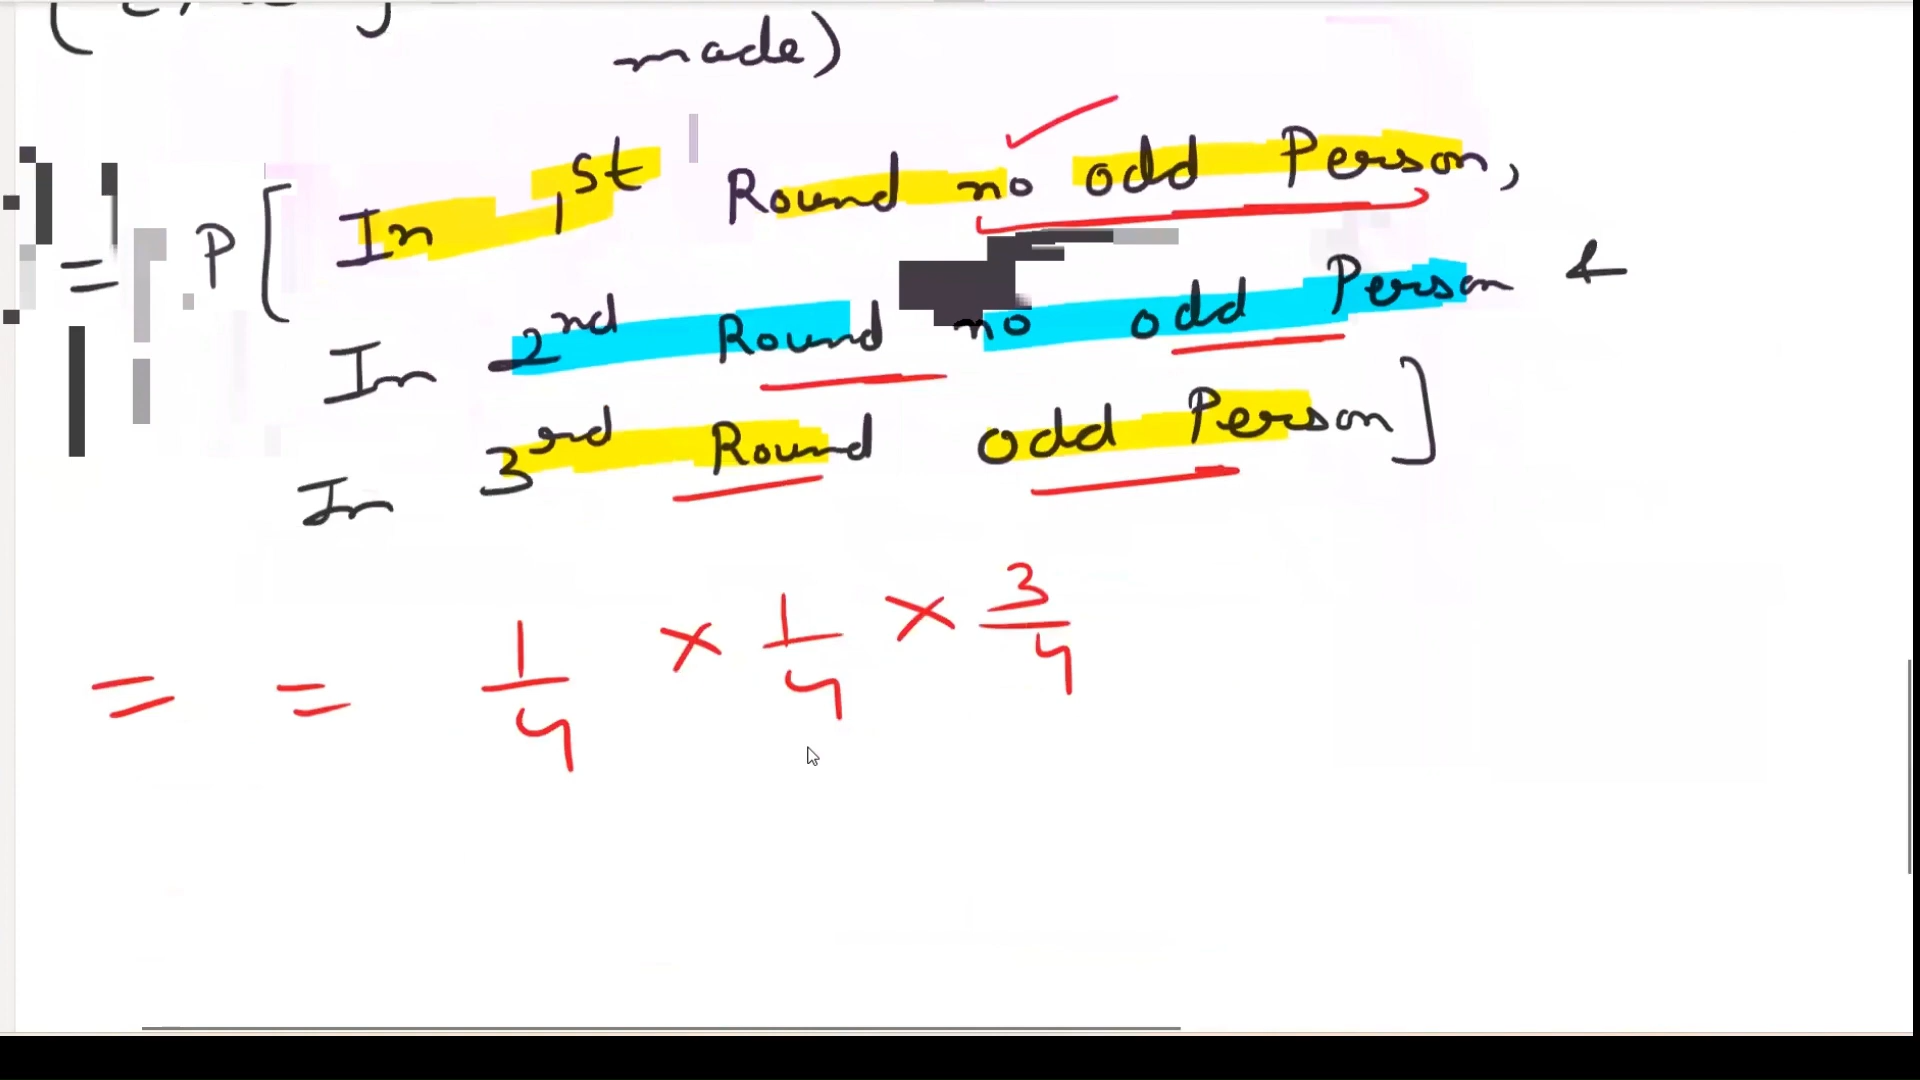 made)
= P[In 1st Round no odd Person,
In 2nd Round no odd Person &
In 3rd Round odd Person]
= = 1/4 × 1/4 × 3/4